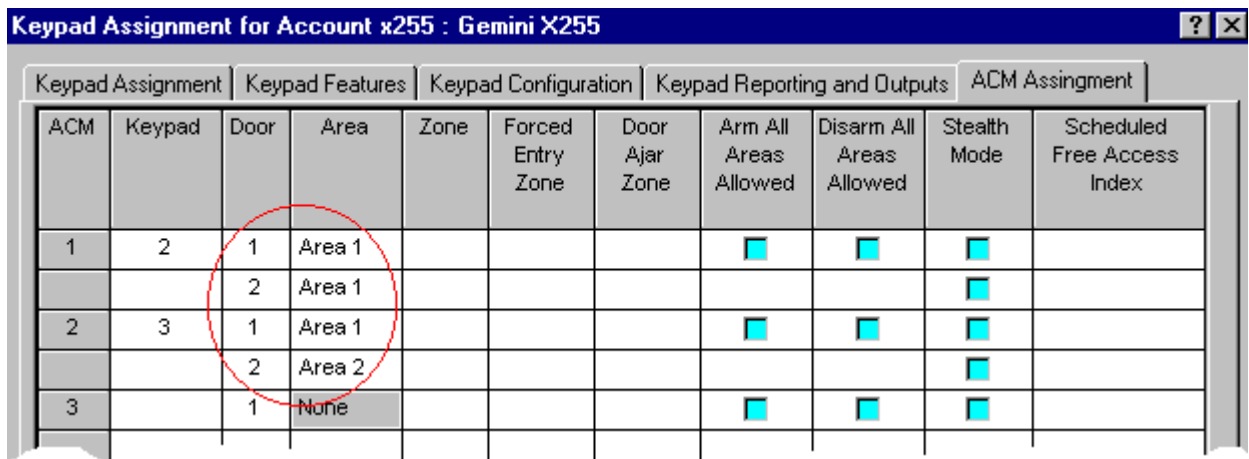 Keypad Assignment for Account x255 : Gemini X255
Keypad Assignment Keypad Features Keypad Configuration Keypad Reporting and Outputs ACM Assingment
ACM Keypad Door Area Zone Forced Entry Zone Door Ajar Zone Arm All Areas Allowed Disarm All Areas Allowed Stealth Mode Scheduled Free Access Index
1 2 1 Area 1
2 Area 1
2 3 1 Area 1
2 Area 2
3 1 None